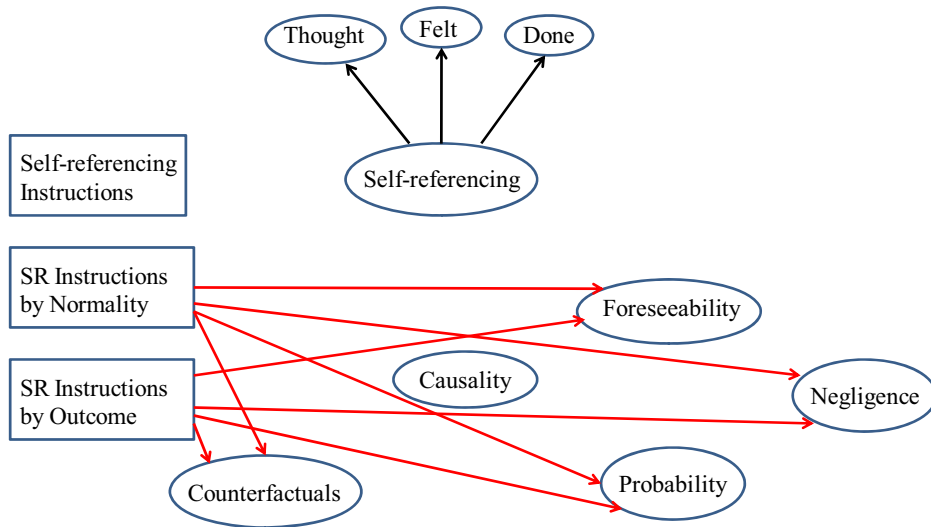 Thought
Felt
Done
Self-referencing
Instructions
Self-referencing
SR Instructions
by Normality
Foreseeability
SR Instructions
by Outcome
Causality
Negligence
Counterfactuals
Probability